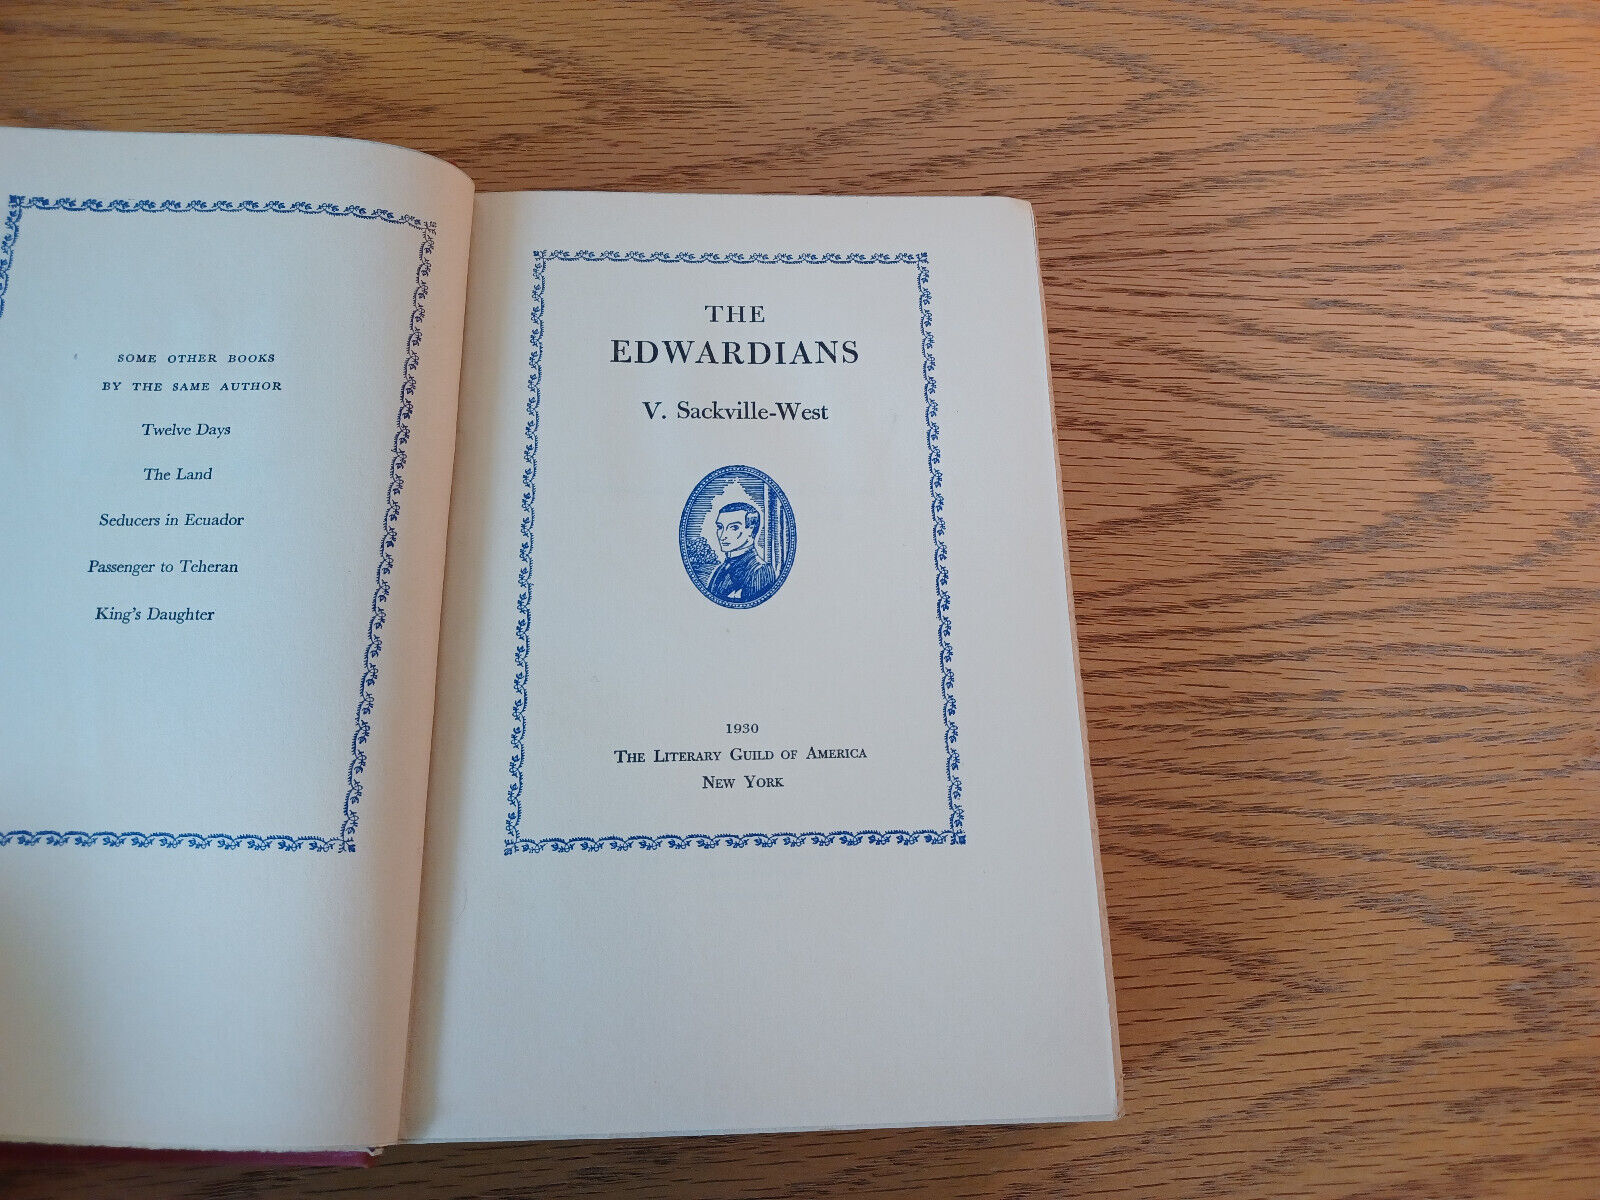 SOME OTHER BOOKS
BY THE SAME AUTHOR
Twelve Days
The Land
Seducers in Ecuador
Passenger to Teheran
King's Daughter
THE
EDWARDIANS
V. Sackville-West
1930
THE LITERARY GUILD OF AMERICA
NEW YORK